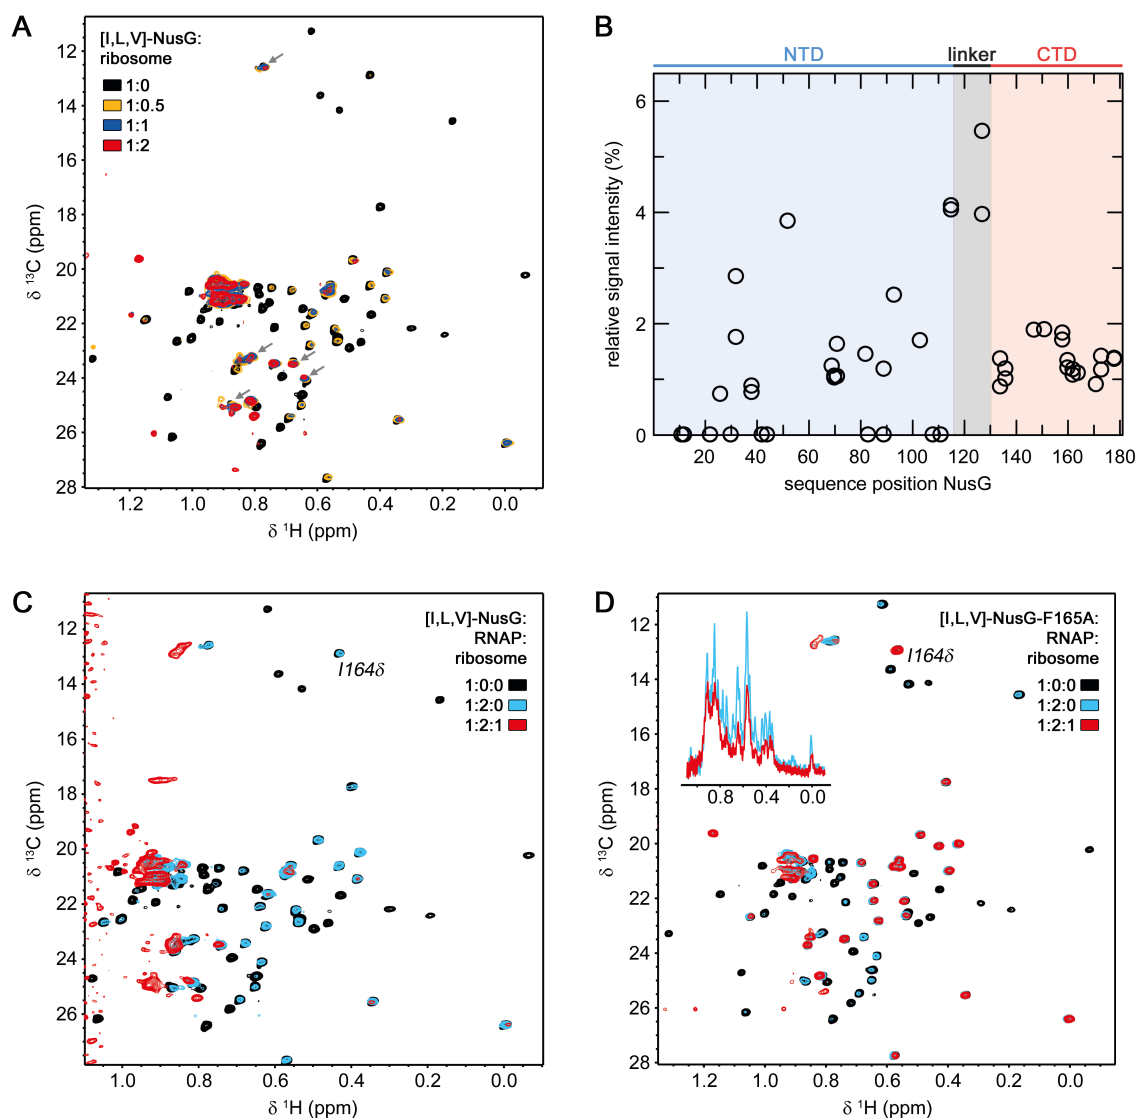 A
[I,L,V]-NusG:
ribosome
1:0
1:0.5
1:1
1:2
12
14
16
18
20
22
24
26
28
1.2 1.0 0.8 0.6 0.4 0.2 0.0
δ 13C (ppm)
δ 1H (ppm)
B
NTD linker CTD
6
4
2
0
20 40 60 80 100 120 140 160 180
relative signal intensity (%)
sequence position NusG
C
[I,L,V]-NusG:
RNAP:
ribosome
1:0:0
1:2:0
1:2:1
I164δ
12
14
16
18
20
22
24
26
1.0 0.8 0.6 0.4 0.2 0.0
δ 13C (ppm)
δ 1H (ppm)
D
[I,L,V]-NusG-F165A:
RNAP:
ribosome
1:0:0
1:2:0
1:2:1
I164δ
0.8 0.4 0.0
12
14
16
18
20
22
24
26
28
1.2 1.0 0.8 0.6 0.4 0.2 0.0
δ 13C (ppm)
δ 1H (ppm)